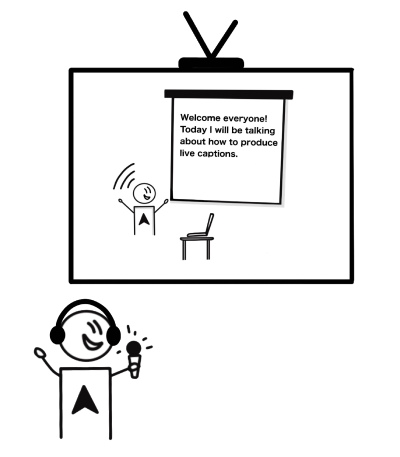 Welcome everyone!
Today I will be talking
about how to produce
live captions.